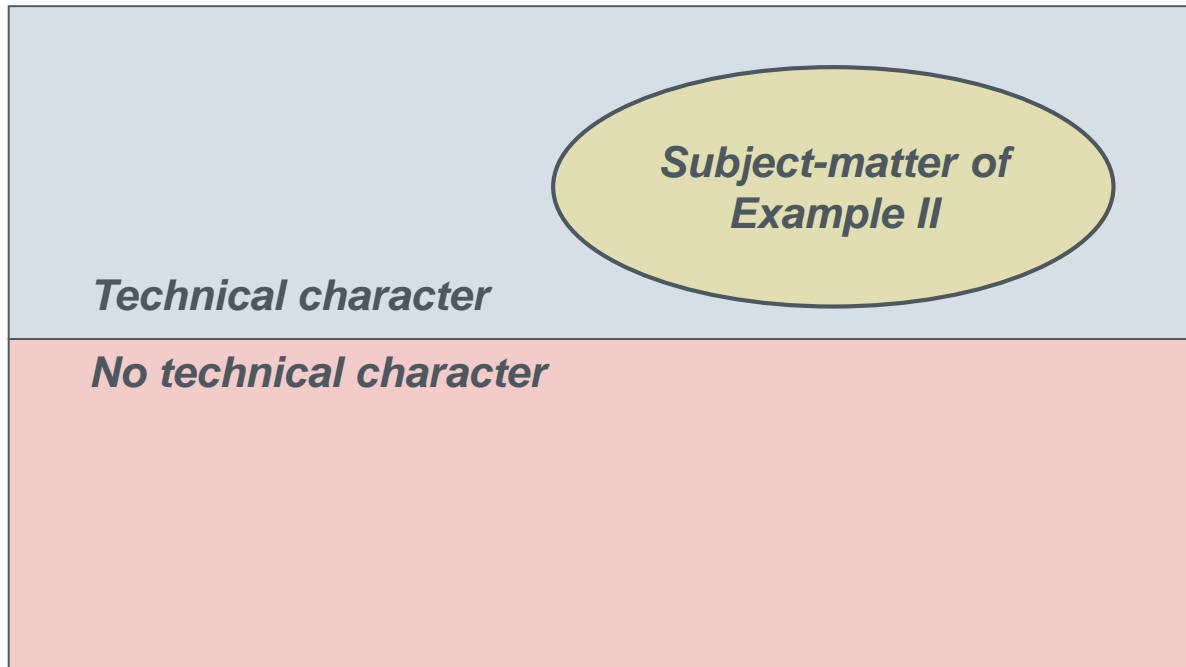 Subject-matter of
Example II
Technical character
No technical character